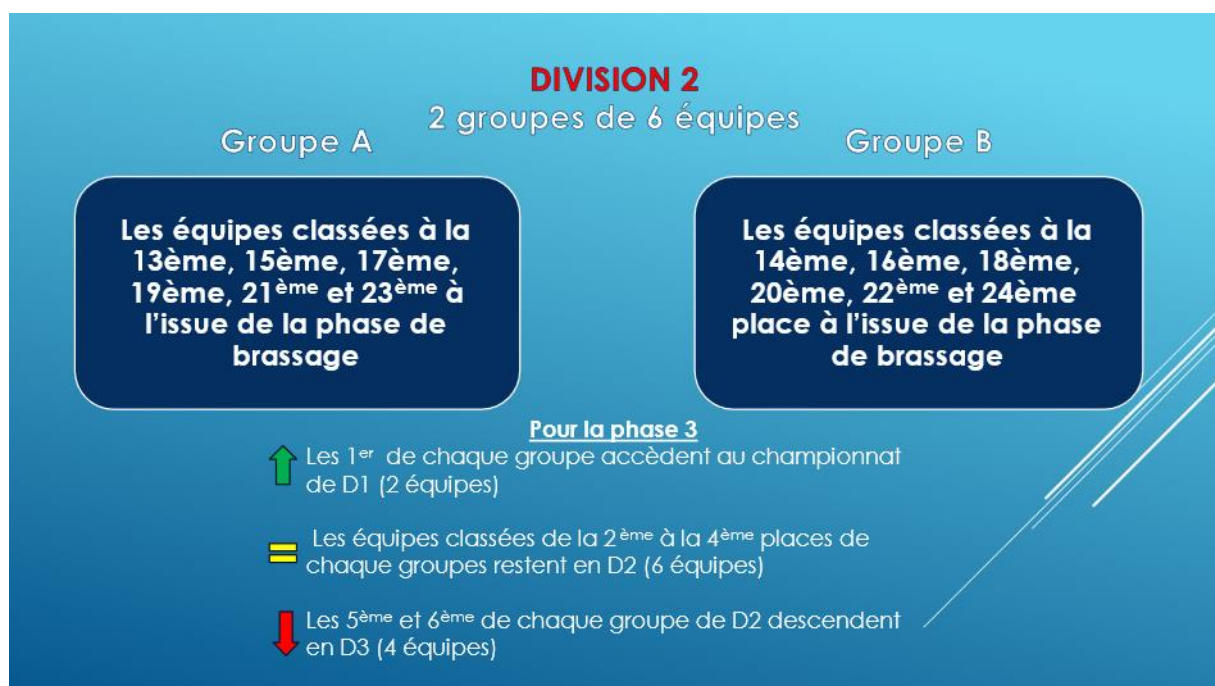 DIVISION 2
2 groupes de 6 équipes
Groupe A
Les équipes classées à la
13ème, 15ème, 17ème,
19ème, 21ème et 23ème à
l'issue de la phase de
brassage
Groupe B
Les équipes classées à la
14ème, 16ème, 18ème,
20ème, 22ème et 24ème
place à l'issue de la phase
de brassage
Pour la phase 3
Les 1er de chaque groupe accèdent au championnat
de D1 (2 équipes)
Les équipes classées de la 2ème à la 4ème places de
chaque groupes restent en D2 (6 équipes)
Les 5ème et 6ème de chaque groupe de D2 descendent
en D3 (4 équipes)